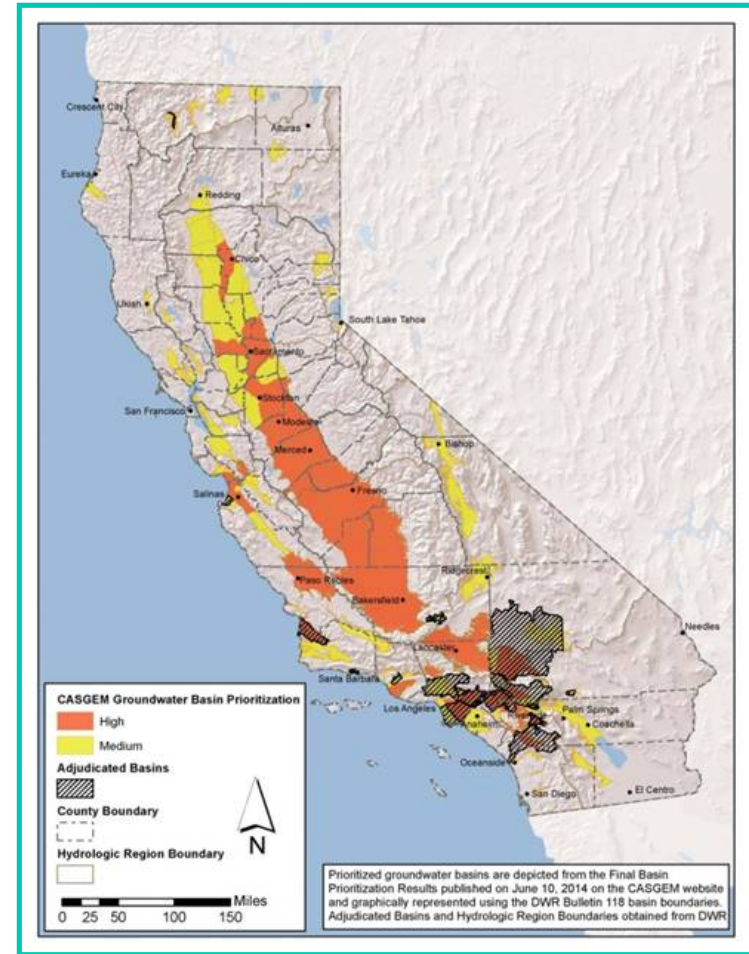 Crescent City
Alturas
Eureka
Redding
Chico
Ukiah
South Lake Tahoe
Sacramento
Stockton
San Francisco
Modesto
Bishop
Merced
Salinas
Fresno
Ridgecrest
Paso Robles
Bakersfield
Needles
Lancaster
Santa Barbara
Los Angeles
Palm Springs
Anaheim
Coachella
Oceanside
San Diego
El Centro
CASGEM Groundwater Basin Prioritization
High
Medium
Adjudicated Basins
County Boundary
Hydrologic Region Boundary
N
Miles
0 25 50 100 150
Prioritized groundwater basins are depicted from the Final Basin
Prioritization Results published on June 10, 2014 on the CASGEM website
and graphically represented using the DWR Bulletin 118 basin boundaries.
Adjudicated Basins and Hydrologic Region Boundaries obtained from DWR